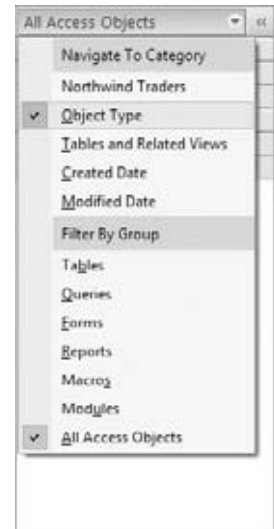 All Access Objects
Navigate To Category
Northwind Traders
Object Type
Tables and Related Views
Created Date
Modified Date
Filter By Group
Tables
Queries
Forms
Reports
Macros
Modules
All Access Objects